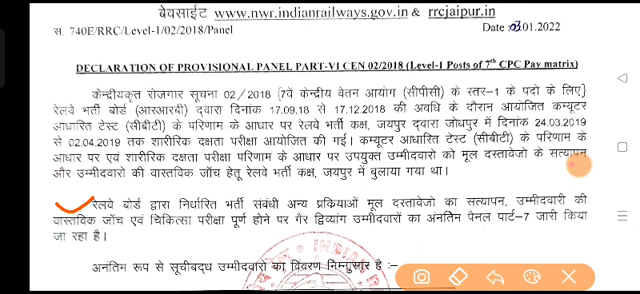 वेबसाईट www.nwr.indianrailways.gov.in & rrcjaipur.in
स. 740E/RRC/Level-1/02/2018/Panel Date :03.01.2022
DECLARATION OF PROVISIONAL PANEL PART-VI CEN 02/2018 (Level-1 Posts of 7th CPC Pay matrix)
केन्द्रीयकृत रोजगार सूचना 02/2018 {7वें केन्द्रीय वेतन आयोग (सीपीसी) के स्तर-1 के पदो के लिए}
रेलवे भर्ती बोर्ड (आरआरबी) द्वारा दिनांक 17.09.18 से 17.12.2018 की अवधि के दौरान आयोजित कम्यूटर
आधारित टेस्ट (सीबीटी) के परिणाम के आधार पर रेलवे भर्ती कक्ष, जयपुर द्वारा जोधपुर में दिनांक 24.03.2019
से 02.04.2019 तक शारीरिक दक्षता परीक्षा आयोजित की गई। कम्यूटर आधारित टेस्ट (सीबीटी) के परिणाम के
आधार पर एवं शारीरिक दक्षता परीक्षा परिणाम के आधार पर उपयुक्त उम्मीदवारो को मूल दस्तावेजो के सत्यापन
और उम्मीदवारो की वास्तविक जॉच हेतु रेलवे भर्ती कक्ष, जयपुर में बुलाया गया था।
रेलवे बोर्ड द्वारा निर्धारित भर्ती संबंधी अन्य प्रकियाओं मूल दस्तावेजो का सत्यापन, उम्मीदवारी की
वास्तविक जॉच एवं चिकित्सा परीक्षा पूर्ण होने पर गैर द्विव्यांग उम्मीदवारों का अंनतिम पैनल पार्ट-7 जारी किया
जा रहा है।
अनंतिम रूप से सूचीबद्ध उम्मीदवारो का विवरण निम्नुसार है :-